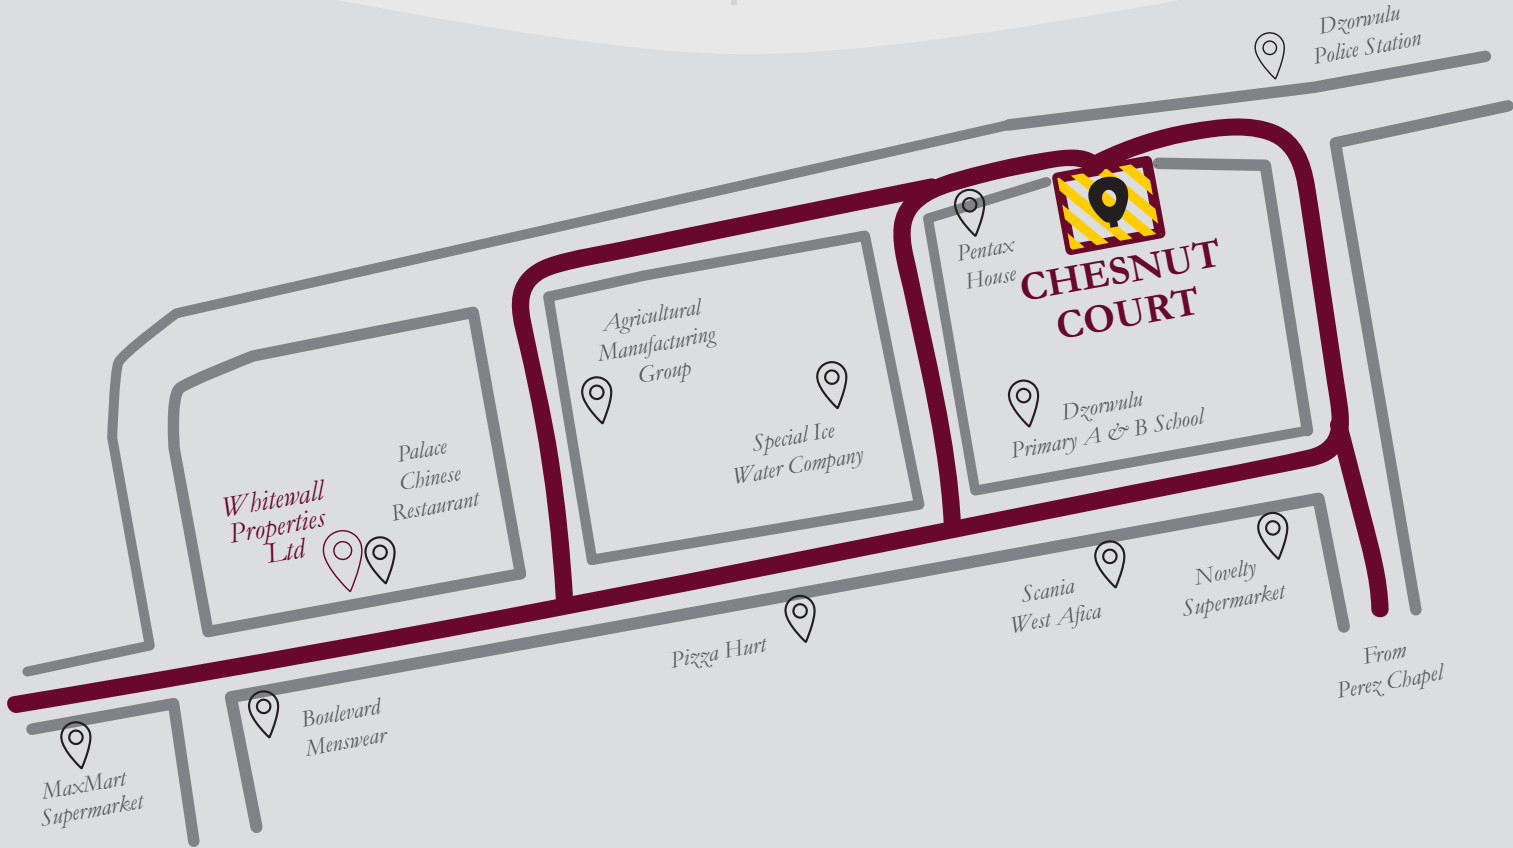 Dzorwulu
Police Station
Pentax
House
CHESNUT
COURT
Agricultural
Manufacturing
Group
Special Ice
Water Company
Dzorwulu
Primary A & B School
Palace
Chinese
Restaurant
Whitewall
Properties
Ltd
Scania
West Afica
Novelty
Supermarket
Pizza Hurt
From
Perez Chapel
Boulevard
Menswear
MaxMart
Supermarket